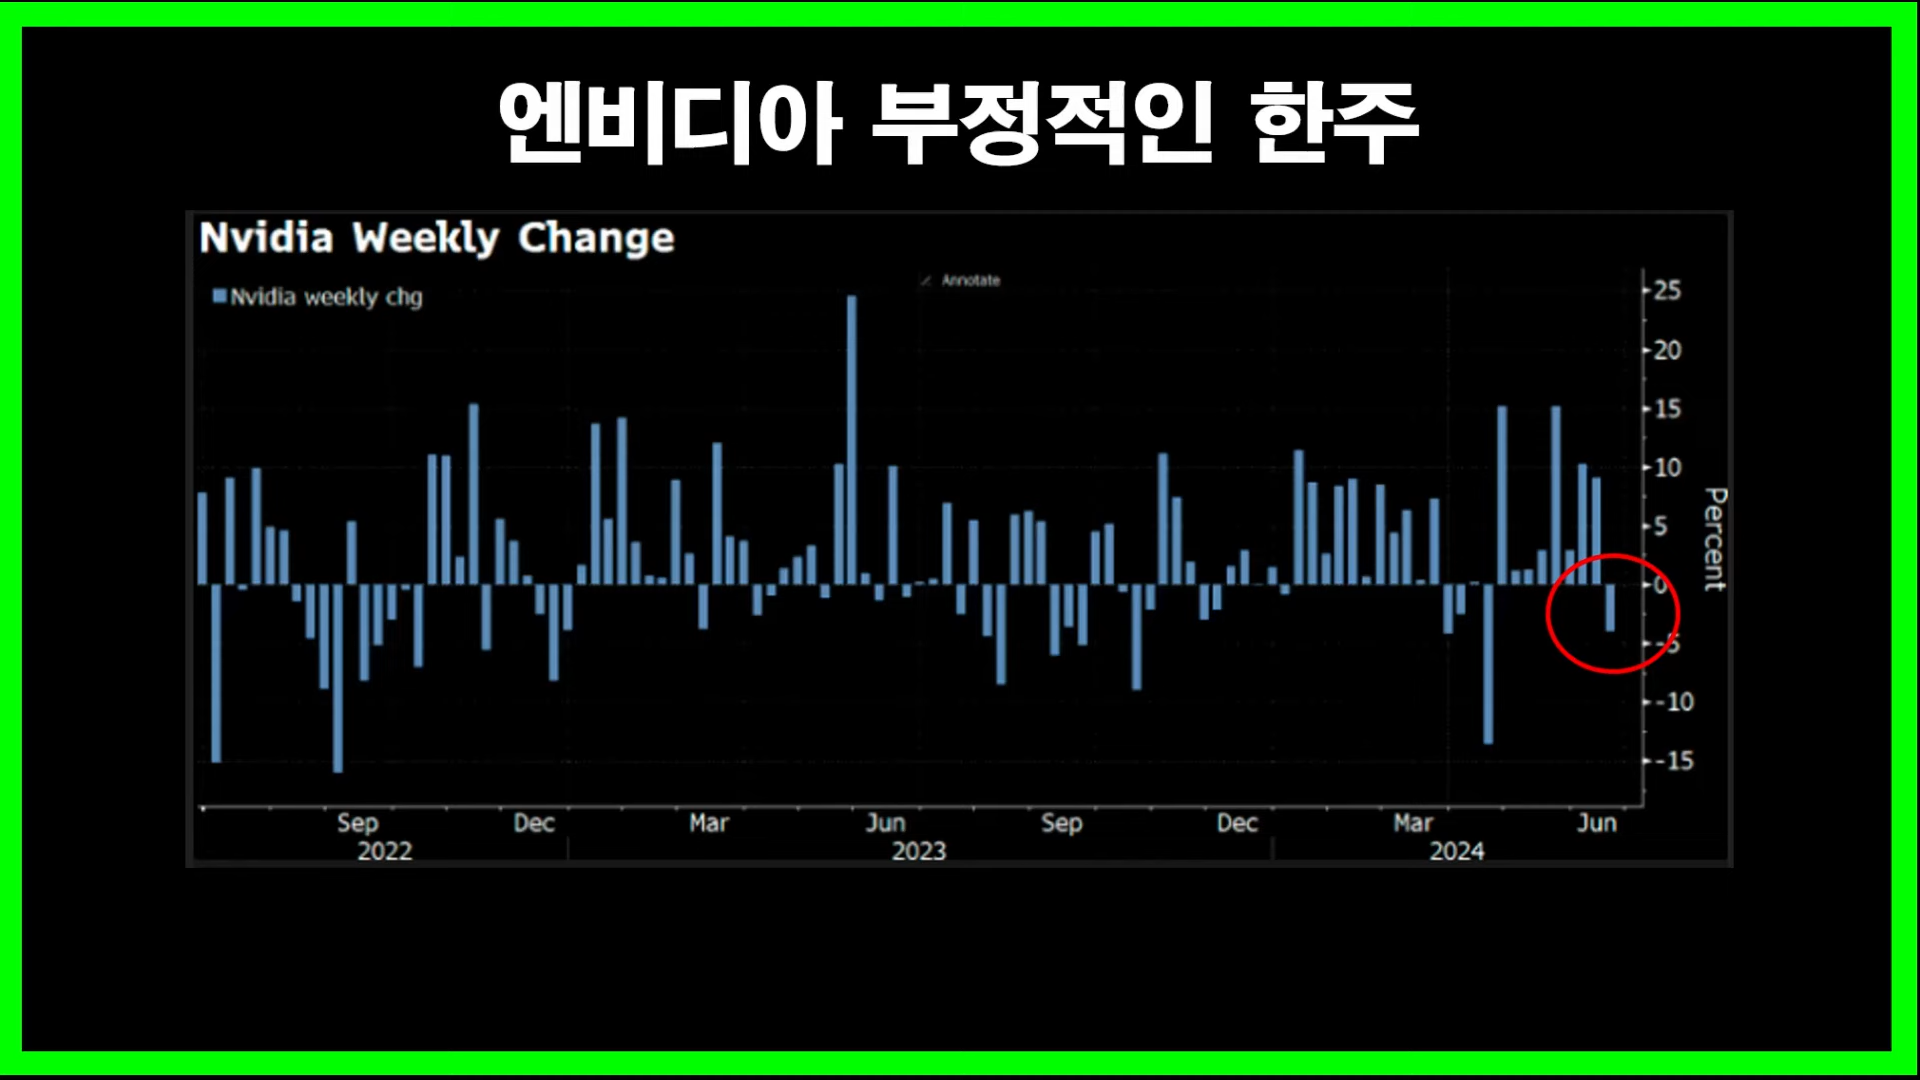 엔비디아 부정적인 한주
Nvidia Weekly Change
Nvidia weekly chg
Annotate
25
20
15
10
5
0
-5
-10
-15
Percent
Sep Dec Mar Jun Sep Dec Mar Jun
2022 2023 2024